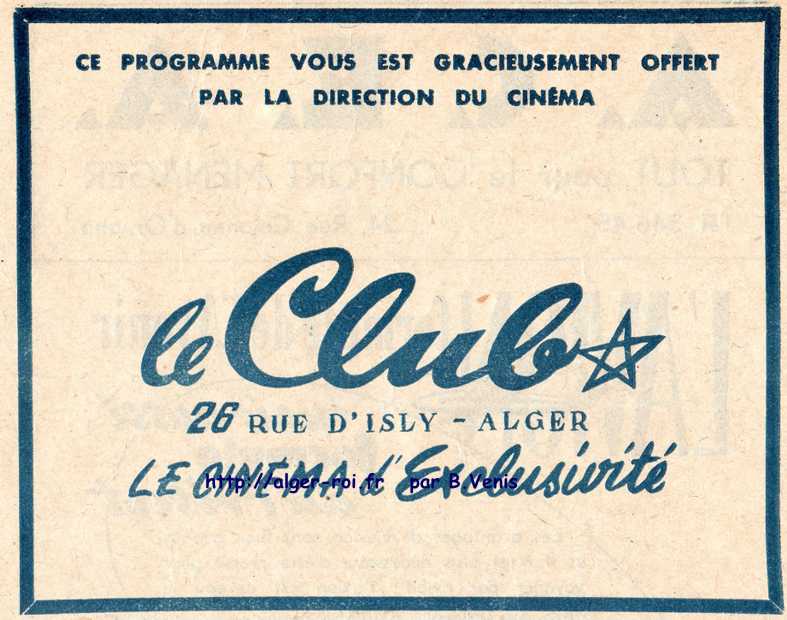 CE PROGRAMME VOUS EST GRACIEUSEMENT OFFERT
PAR LA DIRECTION DU CINÉMA
le Club
26 RUE D'ISLY - ALGER
LE CINÉMA d'Exclusivité
http://alger-roi.fr par B.Venis